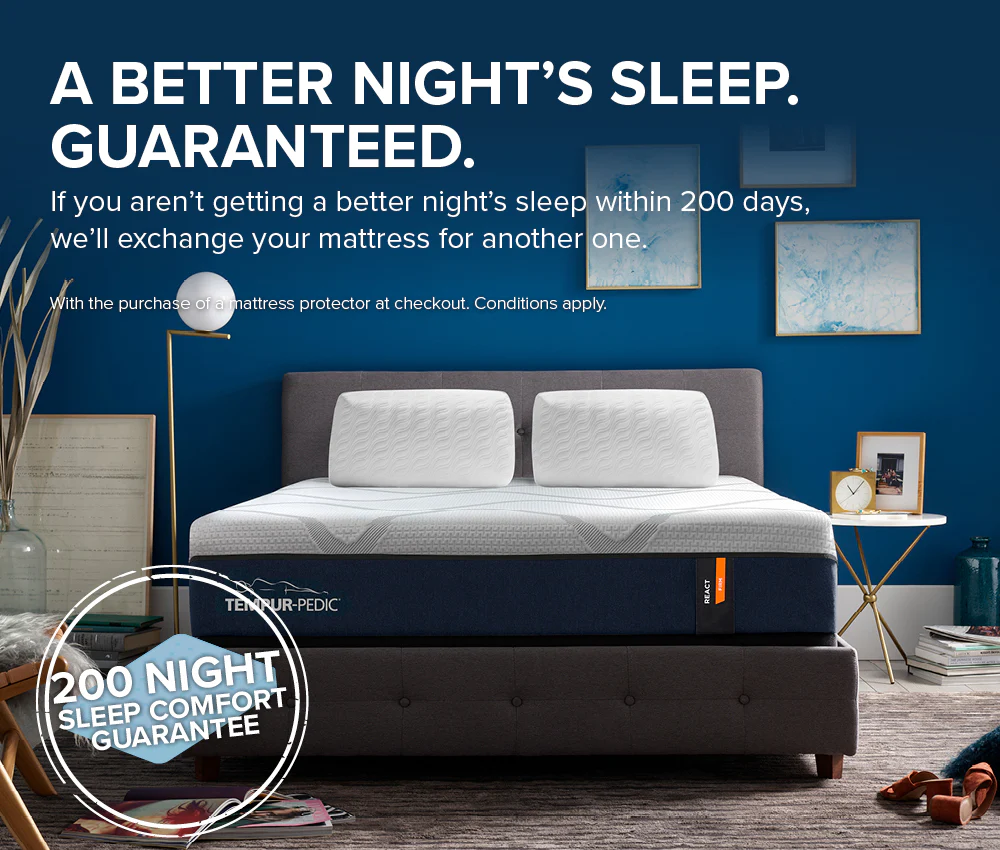 A BETTER NIGHT’S SLEEP.
GUARANTEED.
If you aren’t getting a better night’s sleep within 200 days,
we’ll exchange your mattress for another one.
With the purchase of a mattress protector at checkout. Conditions apply.
TEMPUR-PEDIC
REACT
FIRM
200 NIGHT
SLEEP COMFORT
GUARANTEE